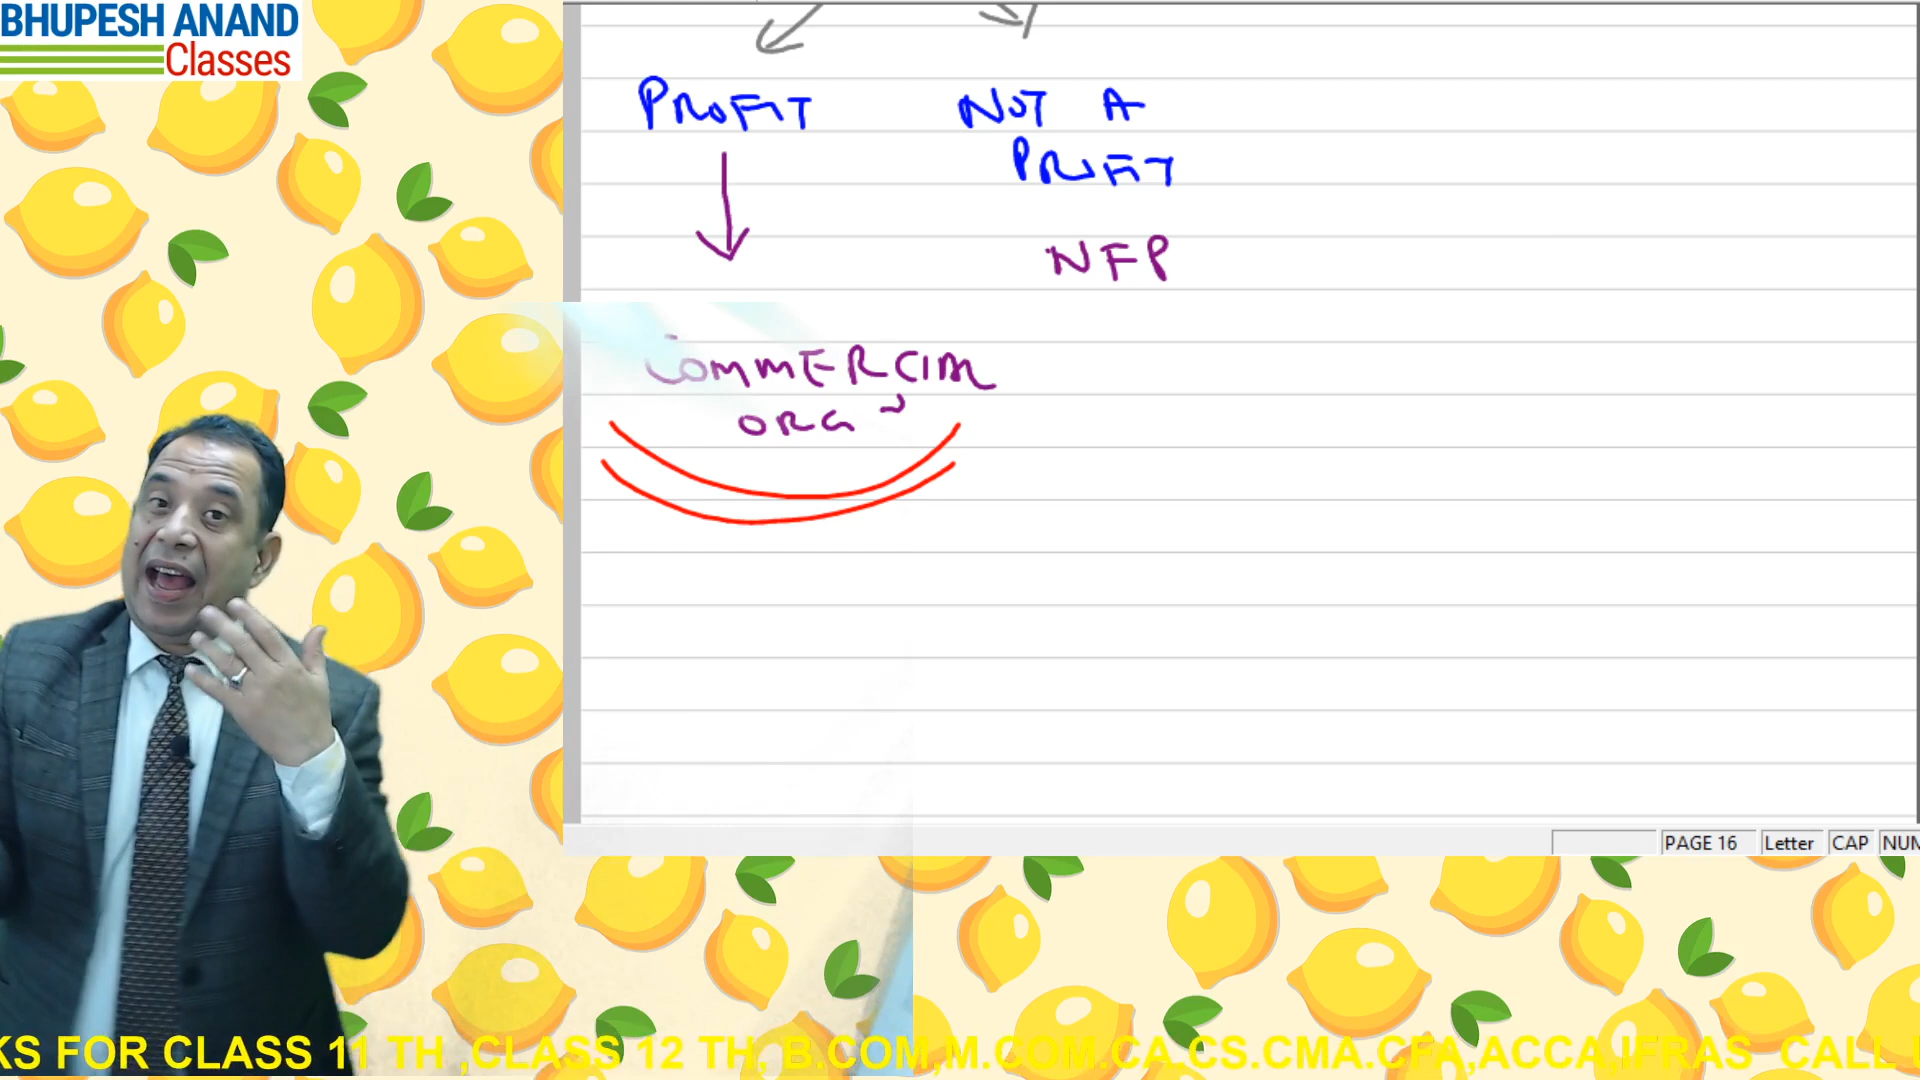 BHUPESH ANAND
Classes
PROFIT
NOT A
PROFIT
NFP
COMMERCIAL
ORG
PAGE 16
Letter
CAP
NUM
KS FOR CLASS 11 TH ,CLASS 12 TH, B.COM,M.COM.CA.CS.CMA.CFA,ACCA,IFRAS CALL